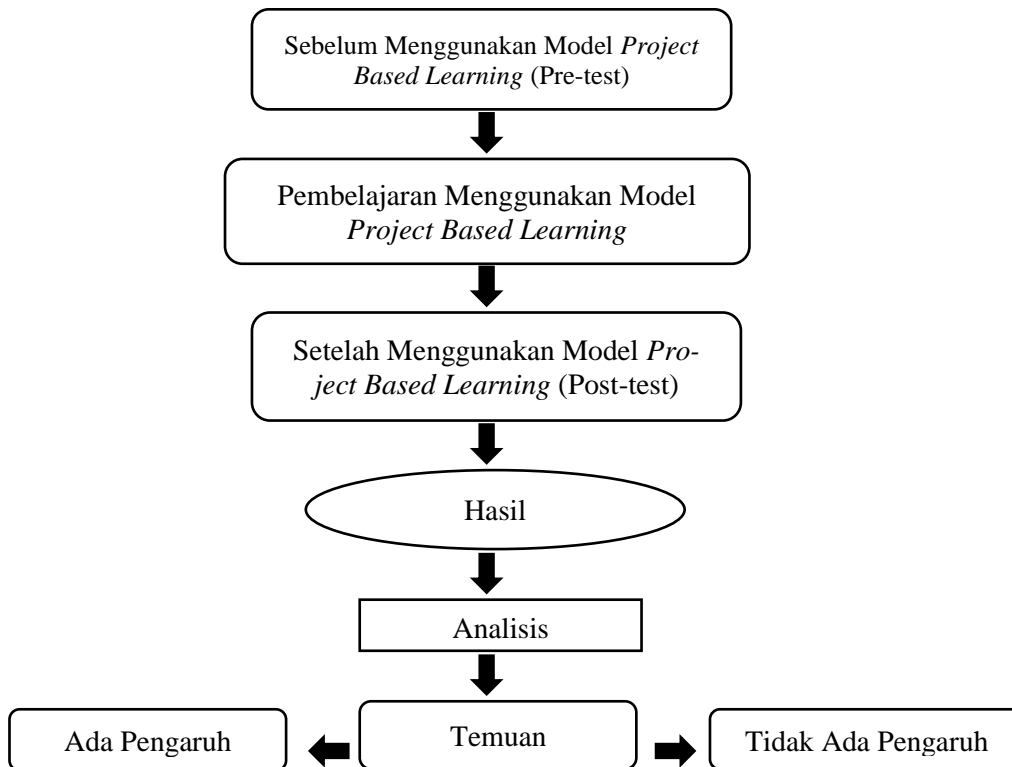 Sebelum Menggunakan Model Project
Based Learning (Pre-test)
Pembelajaran Menggunakan Model
Project Based Learning
Setelah Menggunakan Model Pro-
ject Based Learning (Post-test)
Hasil
Analisis
Ada Pengaruh
Temuan
Tidak Ada Pengaruh